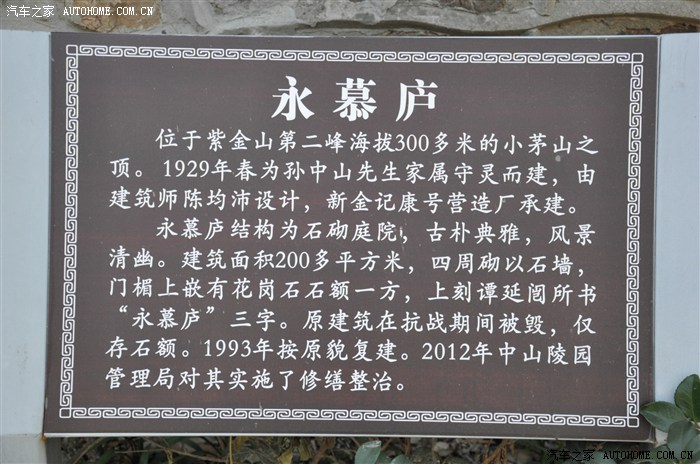 汽车之家 AUTOHOME.COM.CN
永慕庐
位于紫金山第二峰海拔300多米的小茅山之
顶。1929年春为孙中山先生家属守灵而建，由
建筑师陈均沛设计，新金记康号营造厂承建。
永慕庐结构为石砌庭院，古朴典雅，风景
清幽。建筑面积200多平方米，四周砌以石墙，
门楣上嵌有花岗石石额一方，上刻谭延闿所书
“永慕庐”三字。原建筑在抗战期间被毁，仅
存石额。1993年按原貌复建。2012年中山陵园
管理局对其实施了修缮整治。
汽车之家 AUTOHOME.COM.CN